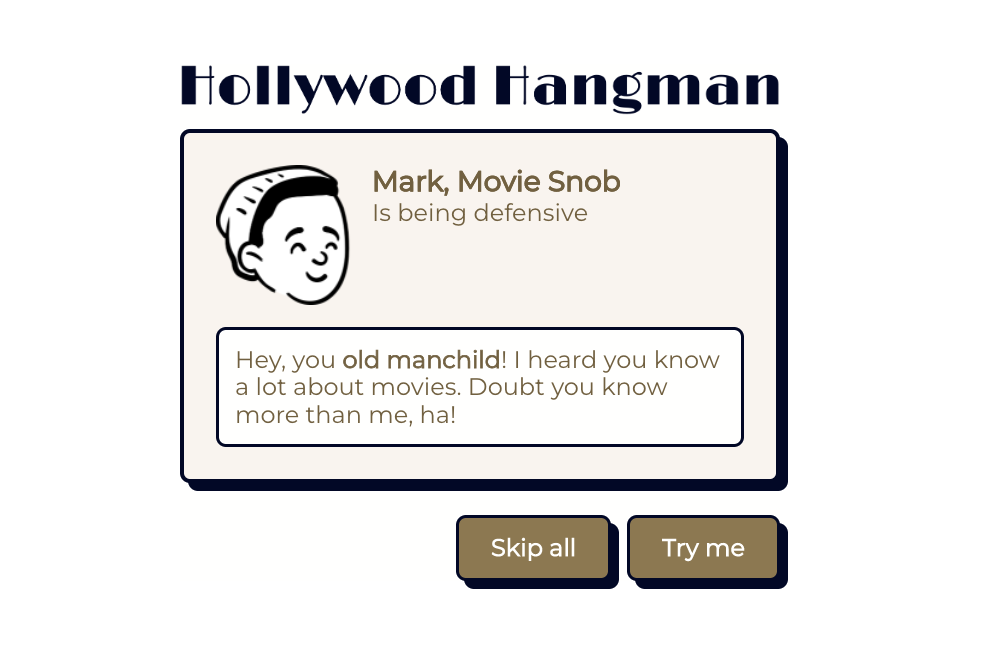 Hollywood Hangman
Mark, Movie Snob
Is being defensive
Hey, you old manchild! I heard you know
a lot about movies. Doubt you know
more than me, ha!
Skip all
Try me